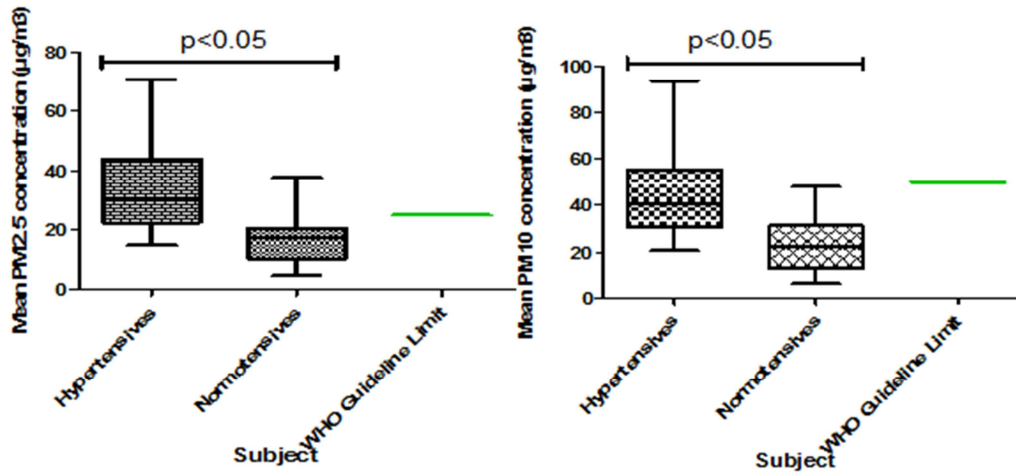 p<0.05
Mean PM2.5 concentration (µg/m3)
80
60
40
20
0
Hypertensives
Normotensives
WHO Guideline Limit
Subject
p<0.05
Mean PM10 concentration (µg/m3)
100
80
60
40
20
0
Hypertensives
Normotensives
WHO Guideline Limit
Subject